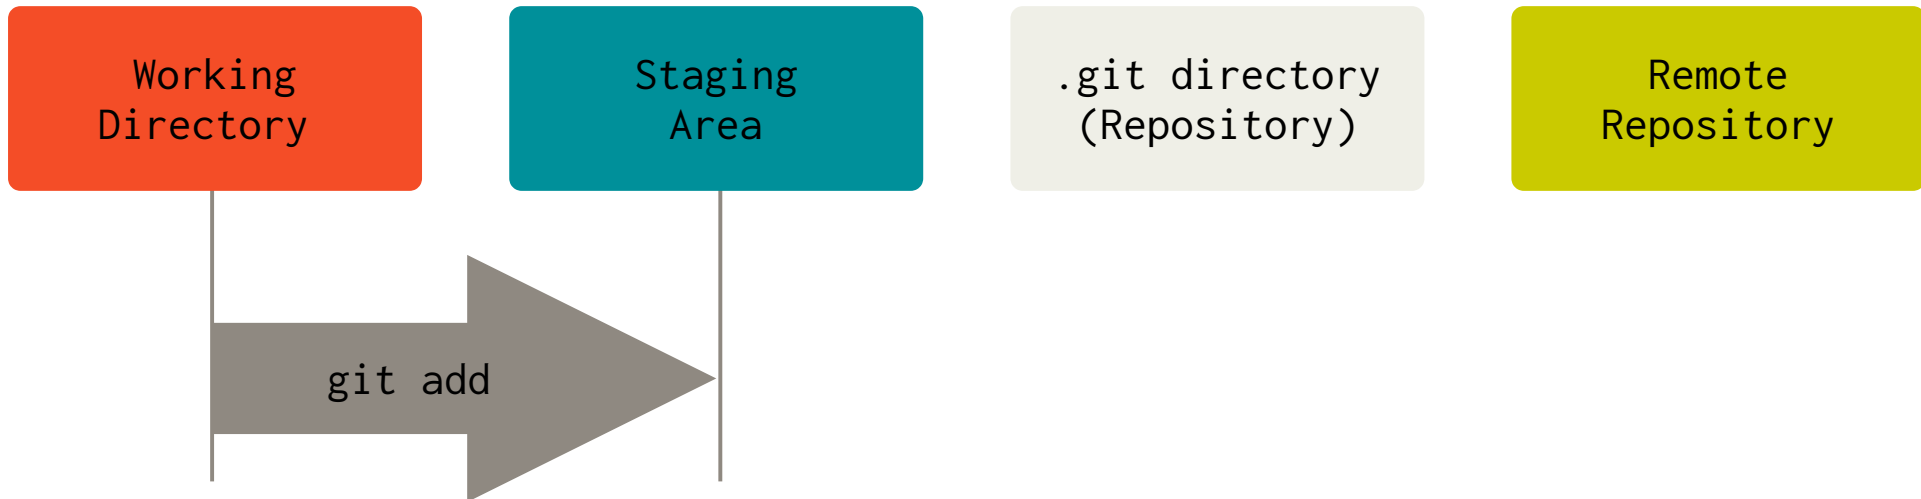 Working
Directory
Staging
Area
.git directory
(Repository)
Remote
Repository
git add